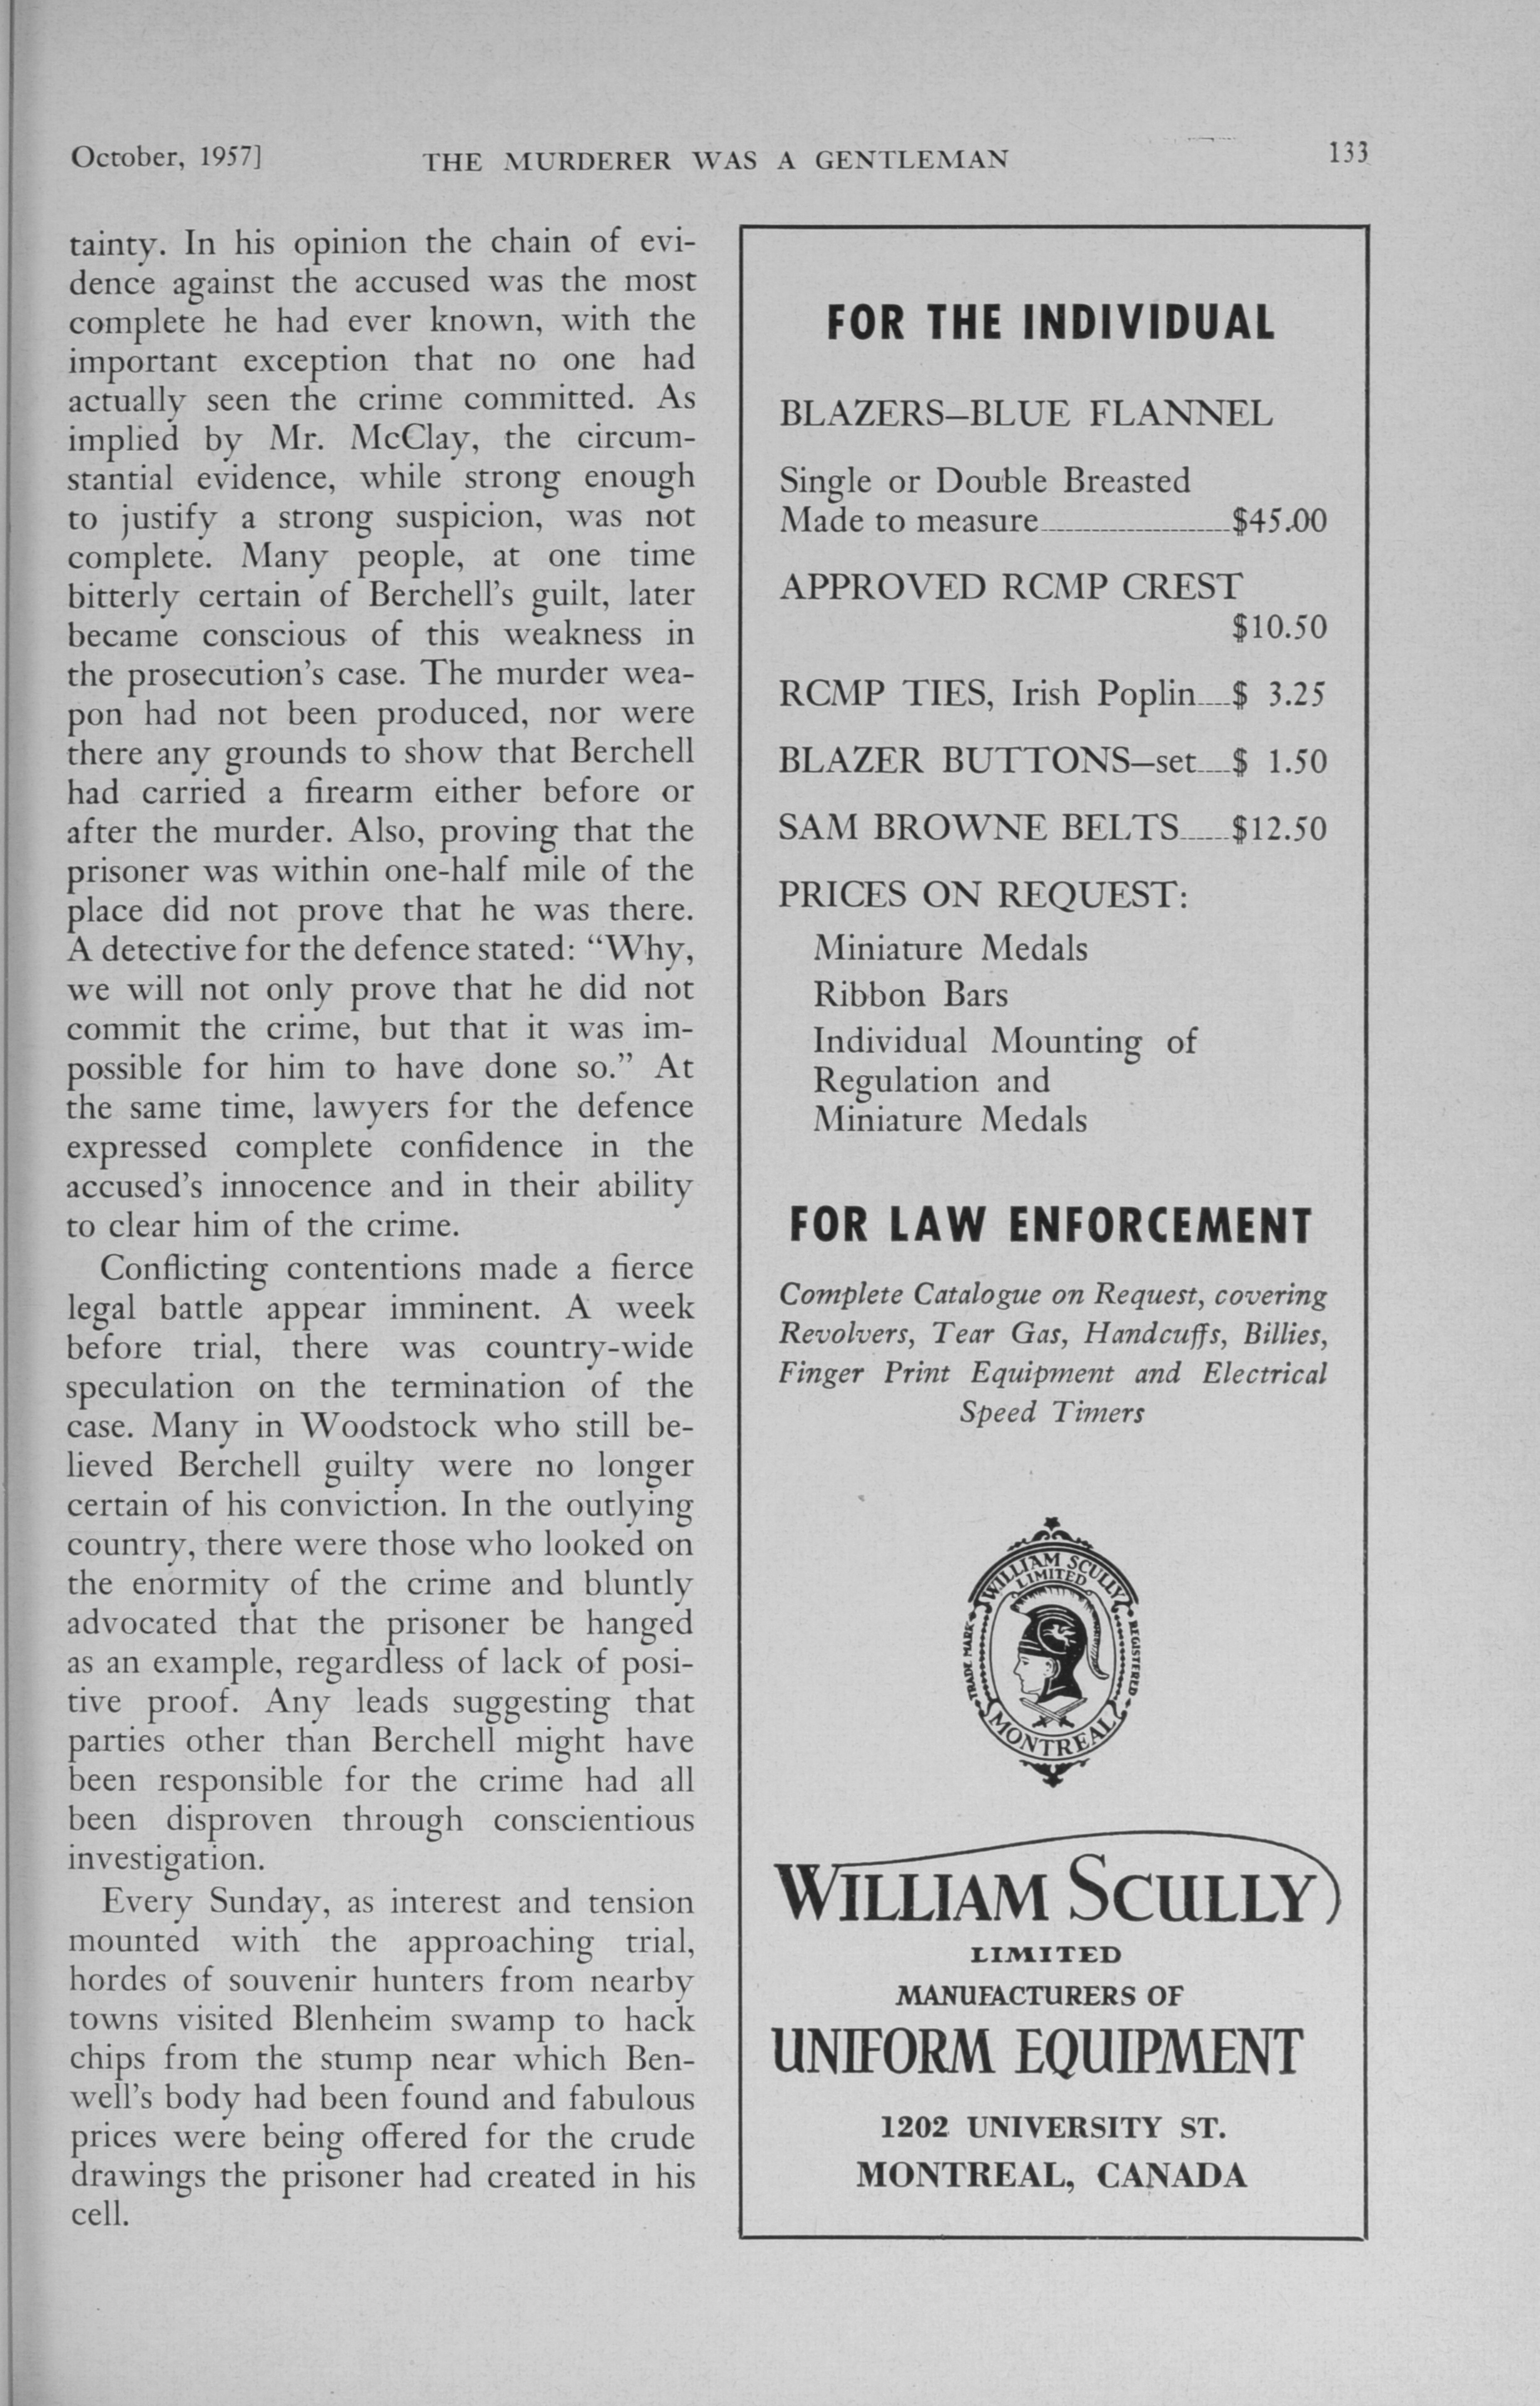 October, 1957]
THE MURDERER WAS A GENTLEMAN
133
tainty. In his opinion the chain of evi-
dence against the accused was the most
complete he had ever known, with the
important exception that no one had
actually seen the crime committed. As
implied by Mr. McClay, the circum-
stantial evidence, while strong enough
to justify a strong suspicion, was not
complete. Many people, at one time
bitterly certain of Berchell's guilt, later
became conscious of this weakness in
the prosecution's case. The murder wea-
pon had not been produced, nor were
there any grounds to show that Berchell
had carried a firearm either before or
after the murder. Also, proving that the
prisoner was within one-half mile of the
place did not prove that he was there.
A detective for the defence stated: "Why,
we will not only prove that he did not
commit the crime, but that it was im-
possible for him to have done so." At
the same time, lawyers for the defence
expressed complete confidence in the
accused's innocence and in their ability
to clear him of the crime.
Conflicting contentions made a fierce
legal battle appear imminent. A week
before trial, there was country-wide
speculation on the termination of the
case. Many in Woodstock who still be-
lieved Berchell guilty were no longer
certain of his conviction. In the outlying
country, there were those who looked on
the enormity of the crime and bluntly
advocated that the prisoner be hanged
as an example, regardless of lack of posi-
tive proof. Any leads suggesting that
parties other than Berchell might have
been responsible for the crime had all
been disproven through conscientious
investigation.
Every Sunday, as interest and tension
mounted with the approaching trial,
hordes of souvenir hunters from nearby
towns visited Blenheim swamp to hack
chips from the stump near which Ben-
well's body had been found and fabulous
prices were being offered for the crude
drawings the prisoner had created in his
cell.
FOR THE INDIVIDUAL
BLAZERS—BLUE FLANNEL
Single or Double Breasted
Made to measure $45.00
APPROVED RCMP CREST
$10.50
RCMP TIES, Irish Poplin $ 3.25
BLAZER BUTTONS—set $ 1.50
SAM BROWNE BELTS $12.50
PRICES ON REQUEST:
Miniature Medals
Ribbon Bars
Individual Mounting of
Regulation and
Miniature Medals
FOR LAW ENFORCEMENT
Complete Catalogue on Request, covering
Revolvers, Tear Gas, Handcuffs, Billies,
Finger Print Equipment and Electrical
Speed Timers
WILLIAM SCULLY
LIMITED
TRADE MARK
REGISTERED
MONTREAL
WILLIAM SCULLY
LIMITED
MANUFACTURERS OF
UNIFORM EQUIPMENT
1202 UNIVERSITY ST.
MONTREAL, CANADA